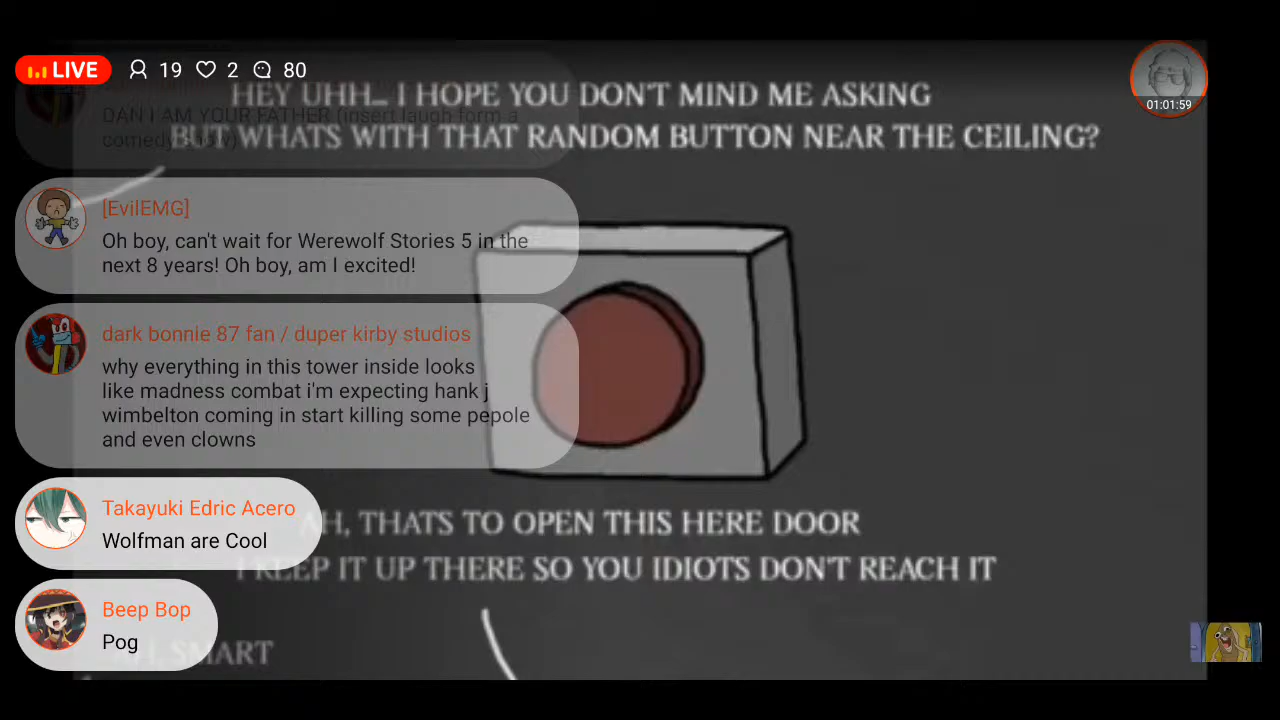 LIVE 19 2 80
01:01:59
HEY UHH... I HOPE YOU DON'T MIND ME ASKING
BUT WHATS WITH THAT RANDOM BUTTON NEAR THE CEILING?
DAN I AM YOUR FATHER (insert laugh form a
comedy show)
[EvilEMG]
Oh boy, can't wait for Werewolf Stories 5 in the
next 8 years! Oh boy, am I excited!
dark bonnie 87 fan / duper kirby studios
why everything in this tower inside looks
like madness combat i'm expecting hank j
wimbelton coming in start killing some pepole
and even clowns
Takayuki Edric Acero
Wolfman are Cool
AH, THATS TO OPEN THIS HERE DOOR
I KEEP IT UP THERE SO YOU IDIOTS DON'T REACH IT
Beep Bop
Pog
SMART